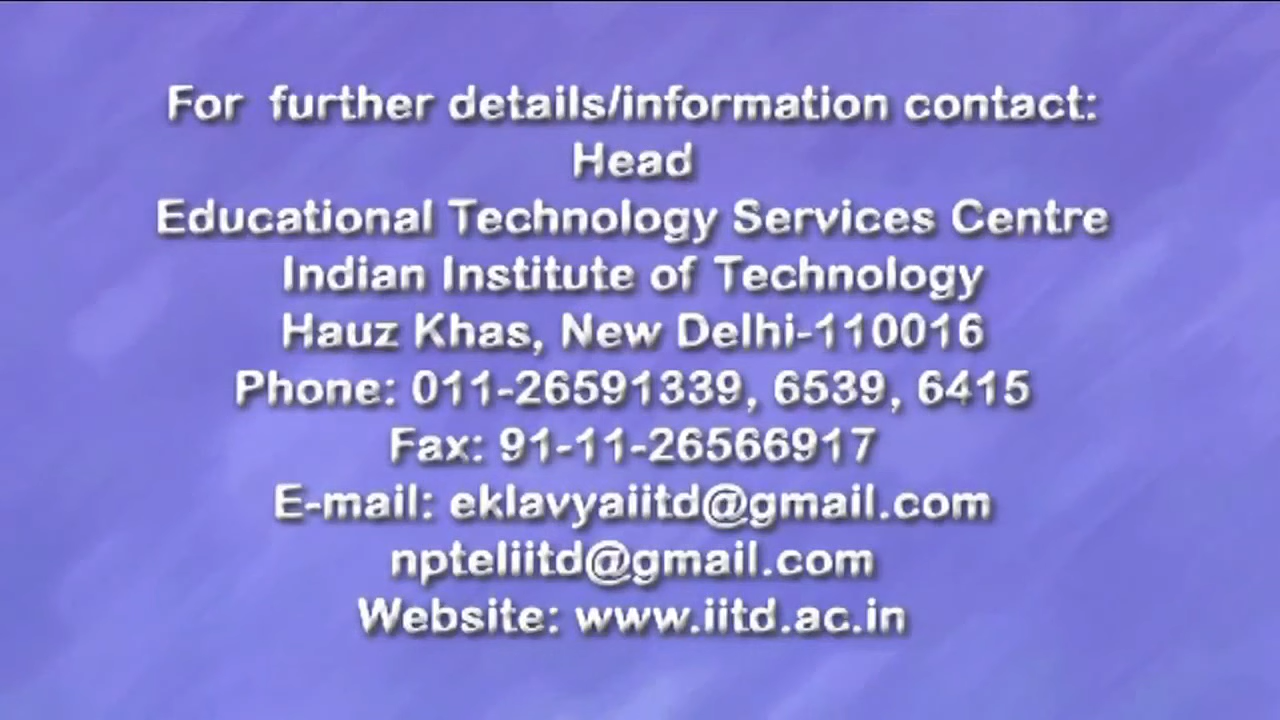 For further details/information contact:
Head
Educational Technology Services Centre
Indian Institute of Technology
Hauz Khas, New Delhi-110016
Phone: 011-26591339, 6539, 6415
Fax: 91-11-26566917
E-mail: eklavyaiitd@gmail.com
npteliitd@gmail.com
Website: www.iitd.ac.in